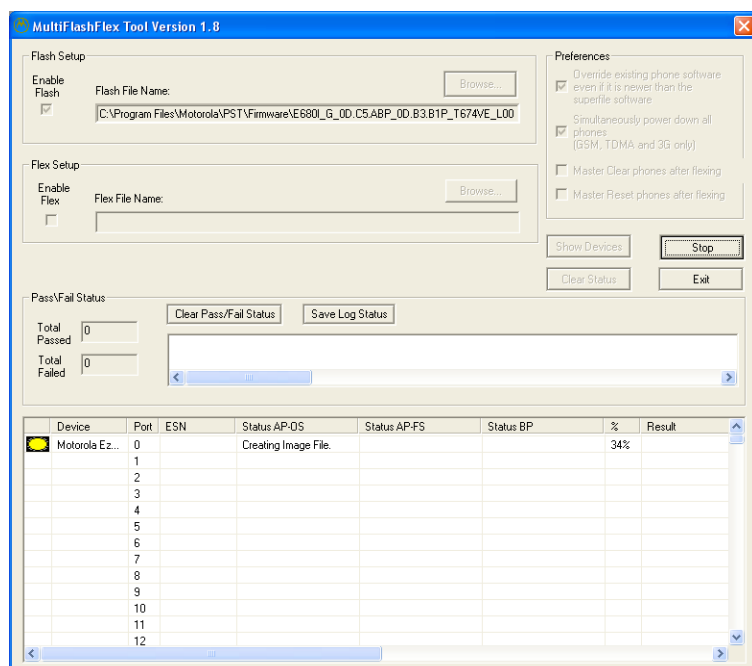 MultiFlashFlex Tool Version 1.8
Flash Setup
Enable
Flash
Flash File Name:
Browse...
C:\Program Files\Motorola\PST\Firmware\E680I_G_0D.C5.ABP_0D.B3.B1P_T674VE_L00
Preferences
Override existing phone software
even if it is newer than the
superfile software
Simultaneously power down all
phones
(GSM, TDMA and 3G only)
Master Clear phones after flexing
Master Reset phones after flexing
Flex Setup
Enable
Flex
Flex File Name:
Browse...
Show Devices
Stop
Clear Status
Exit
Pass\Fail Status
Total
Passed
0
Total
Failed
0
Clear Pass/Fail Status
Save Log Status
Device Port ESN Status AP-OS Status AP-FS Status BP % Result
Motorola Ez... 0 Creating Image File. 34%
1
2
3
4
5
6
7
8
9
10
11
12